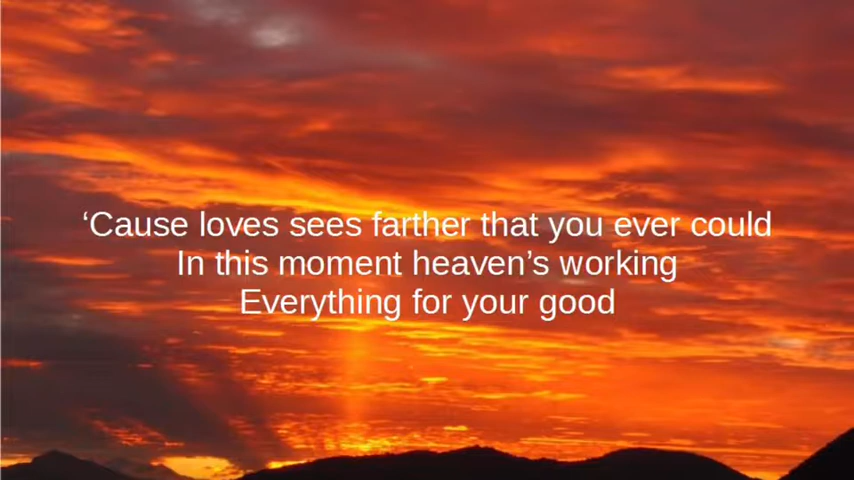 ‘Cause loves sees farther that you ever could
In this moment heaven’s working
Everything for your good